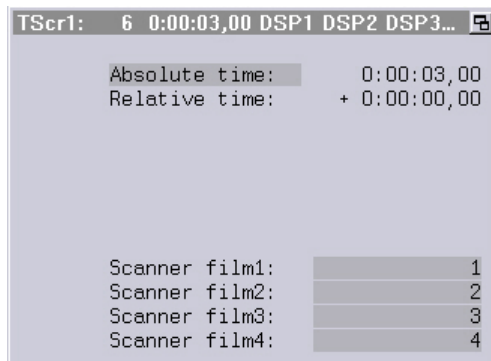 TScr1: 6 0:00:03,00 DSP1 DSP2 DSP3...
Absolute time: 0:00:03,00
Relative time: + 0:00:00,00
Scanner film1: 1
Scanner film2: 2
Scanner film3: 3
Scanner film4: 4